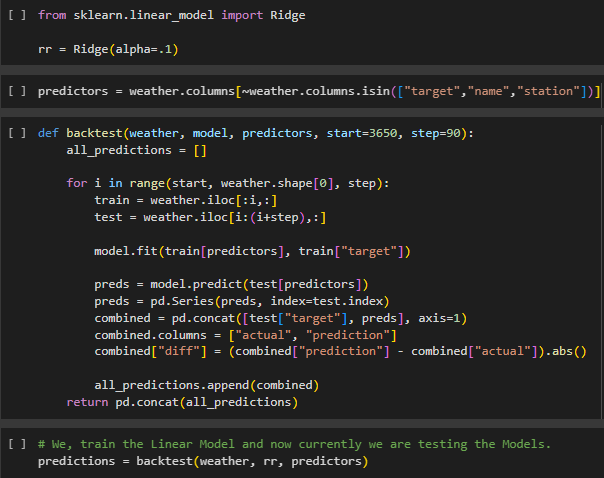 [ ] from sklearn.linear_model import Ridge
rr = Ridge(alpha=.1)
[ ] predictors = weather.columns[~weather.columns.isin(["target","name","station"])]
[ ] def backtest(weather, model, predictors, start=3650, step=90):
all_predictions = []
for i in range(start, weather.shape[0], step):
train = weather.iloc[:i,:]
test = weather.iloc[i:(i+step),:]
model.fit(train[predictors], train["target"])
preds = model.predict(test[predictors])
preds = pd.Series(preds, index=test.index)
combined = pd.concat([test["target"], preds], axis=1)
combined.columns = ["actual", "prediction"]
combined["diff"] = (combined["prediction"] - combined["actual"]).abs()
all_predictions.append(combined)
return pd.concat(all_predictions)
[ ] # We, train the Linear Model and now currently we are testing the Models.
predictions = backtest(weather, rr, predictors)